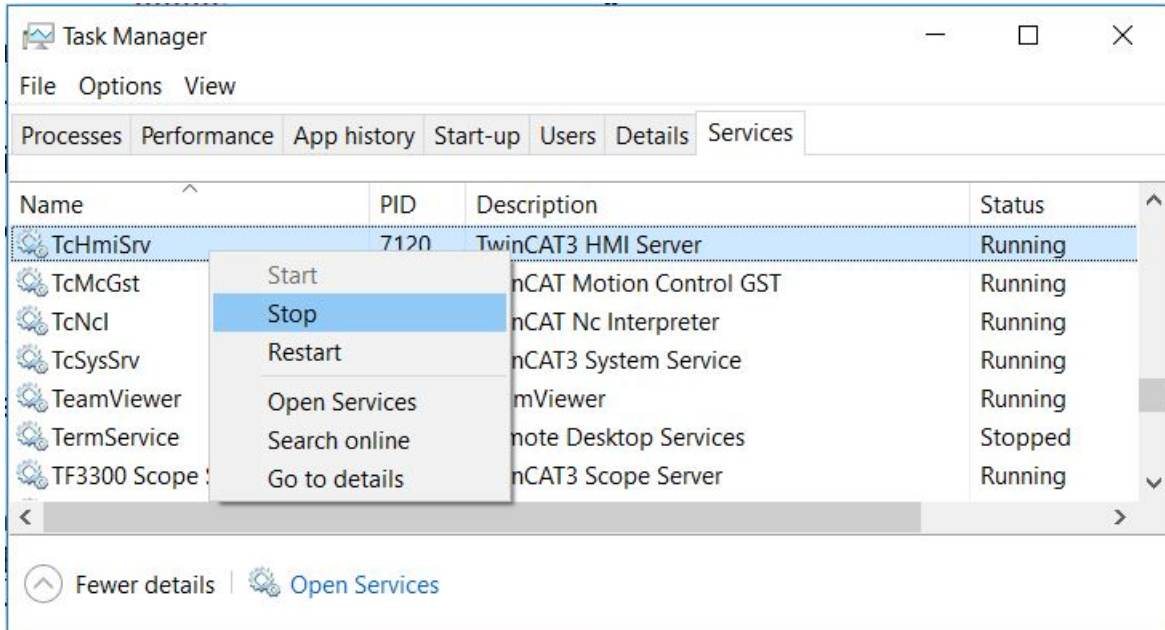 Task Manager
File Options View
Processes Performance App history Start-up Users Details Services
Name PID Description Status
TcHmiSrv 7120 TwinCAT3 HMI Server Running
TcMcGst nCAT Motion Control GST Running
TcNcI nCAT Nc Interpreter Running
TcSysSrv nCAT3 System Service Running
TeamViewer mViewer Running
TermService note Desktop Services Stopped
TF3300 Scope nCAT3 Scope Server Running
Start
Stop
Restart
Open Services
Search online
Go to details
Fewer details Open Services